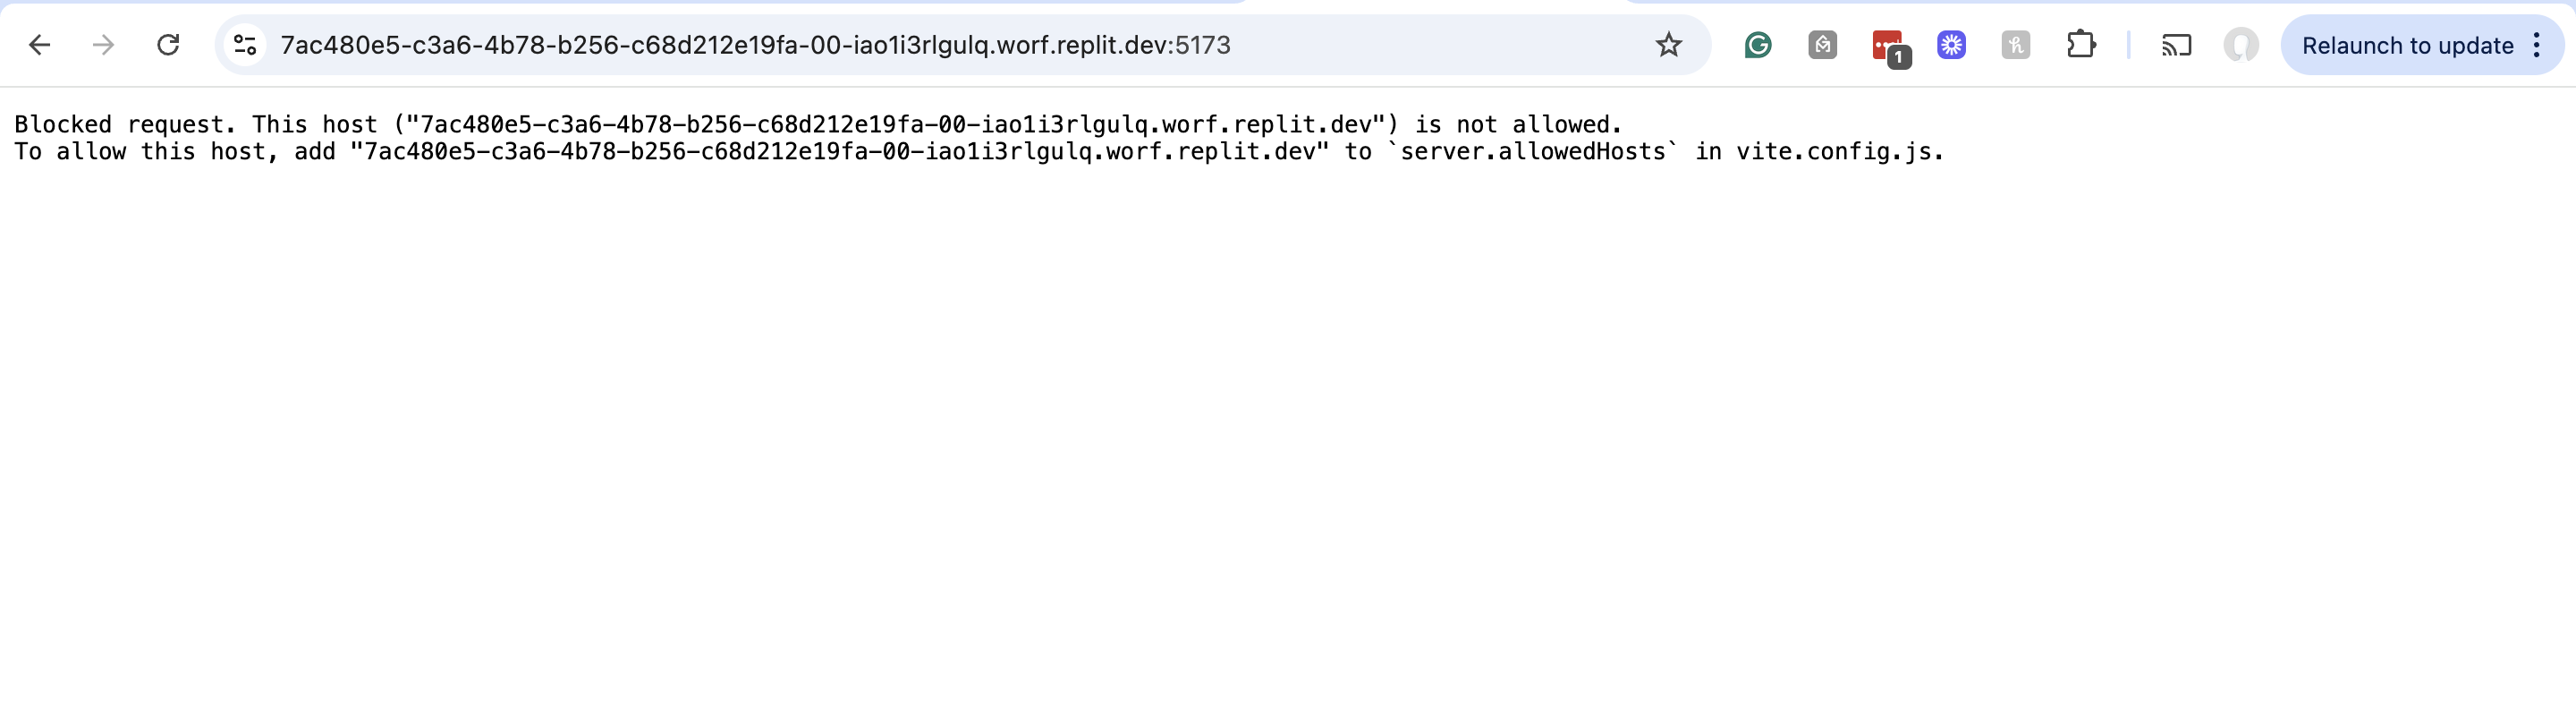 7ac480e5-c3a6-4b78-b256-c68d212e19fa-00-iao1i3rlgulq.worf.replit.dev:5173
1
Relaunch to update
Blocked request. This host ("7ac480e5-c3a6-4b78-b256-c68d212e19fa-00-iao1i3rlgulq.worf.replit.dev") is not allowed.
To allow this host, add "7ac480e5-c3a6-4b78-b256-c68d212e19fa-00-iao1i3rlgulq.worf.replit.dev" to `server.allowedHosts` in vite.config.js.